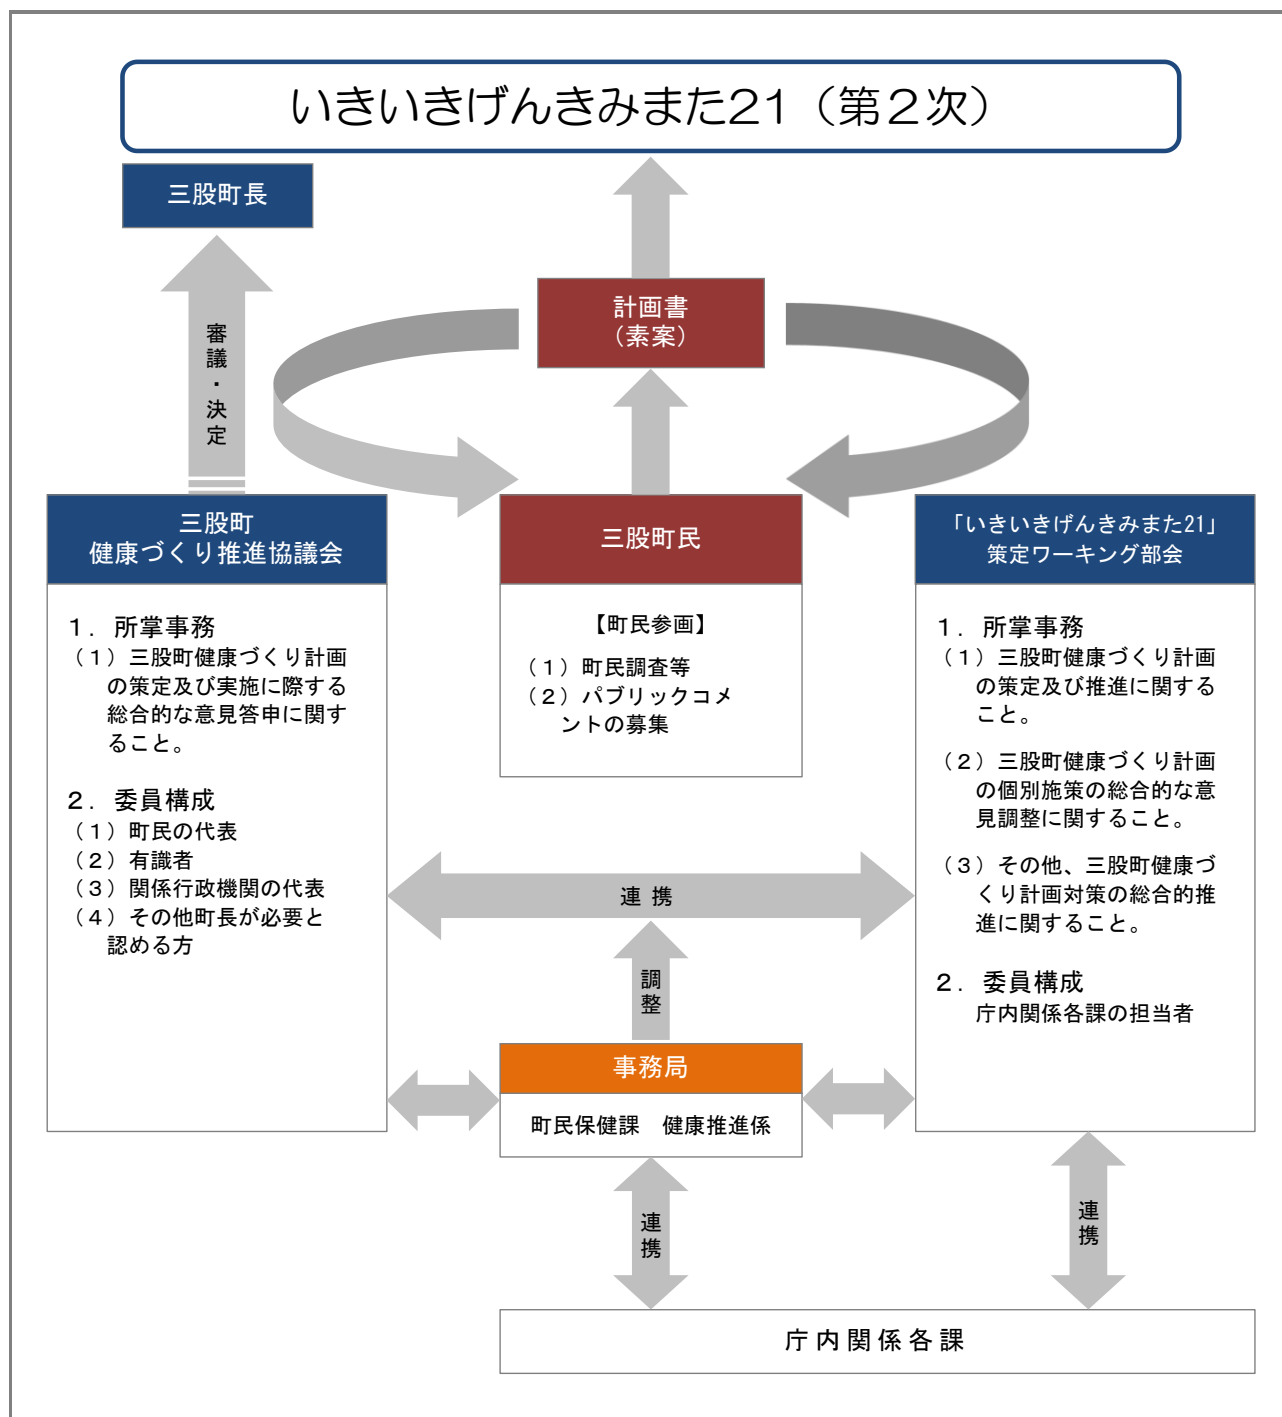 いきいきげんきみまた21（第２次）
三股町長
計画書
（素案）
審議・決定
三股町
健康づくり推進協議会
１．所掌事務
（１）三股町健康づくり計画
の策定及び実施に際する
総合的な意見答申に関す
ること。
２．委員構成
（１）町民の代表
（２）有識者
（３）関係行政機関の代表
（４）その他町長が必要と
認める方
三股町民
【町民参画】
（１）町民調査等
（２）パブリックコメ
ントの募集
「いきいきげんきみまた21」
策定ワーキング部会
１．所掌事務
（１）三股町健康づくり計画
の策定及び推進に関する
こと。
（２）三股町健康づくり計画
の個別施策の総合的な意
見調整に関すること。
（３）その他、三股町健康づ
くり計画対策の総合的推
進に関すること。
２．委員構成
庁内関係各課の担当者
連 携
調整
事務局
町民保健課　健康推進係
連携
連携
庁内関係各課